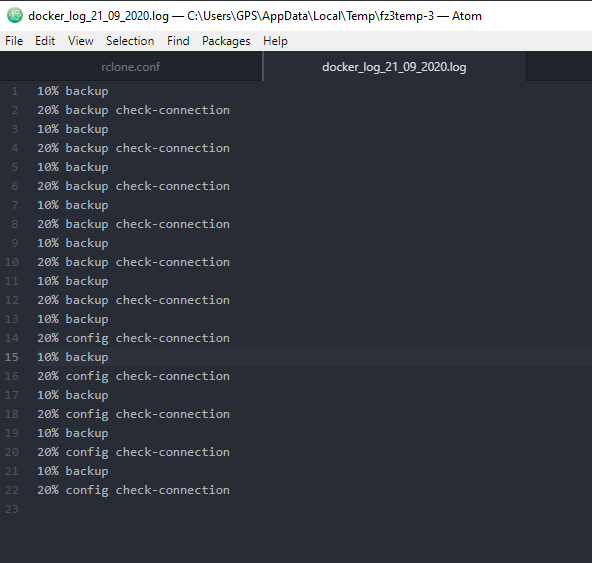 docker_log_21_09_2020.log — C:\Users\GPS\AppData\Local\Temp\fz3temp-3 — Atom
File Edit View Selection Find Packages Help
rclone.conf docker_log_21_09_2020.log
1 10% backup
2 20% backup check-connection
3 10% backup
4 20% backup check-connection
5 10% backup
6 20% backup check-connection
7 10% backup
8 20% backup check-connection
9 10% backup
10 20% backup check-connection
11 10% backup
12 20% backup check-connection
13 10% backup
14 20% config check-connection
15 10% backup
16 20% config check-connection
17 10% backup
18 20% config check-connection
19 10% backup
20 20% config check-connection
21 10% backup
22 20% config check-connection
23